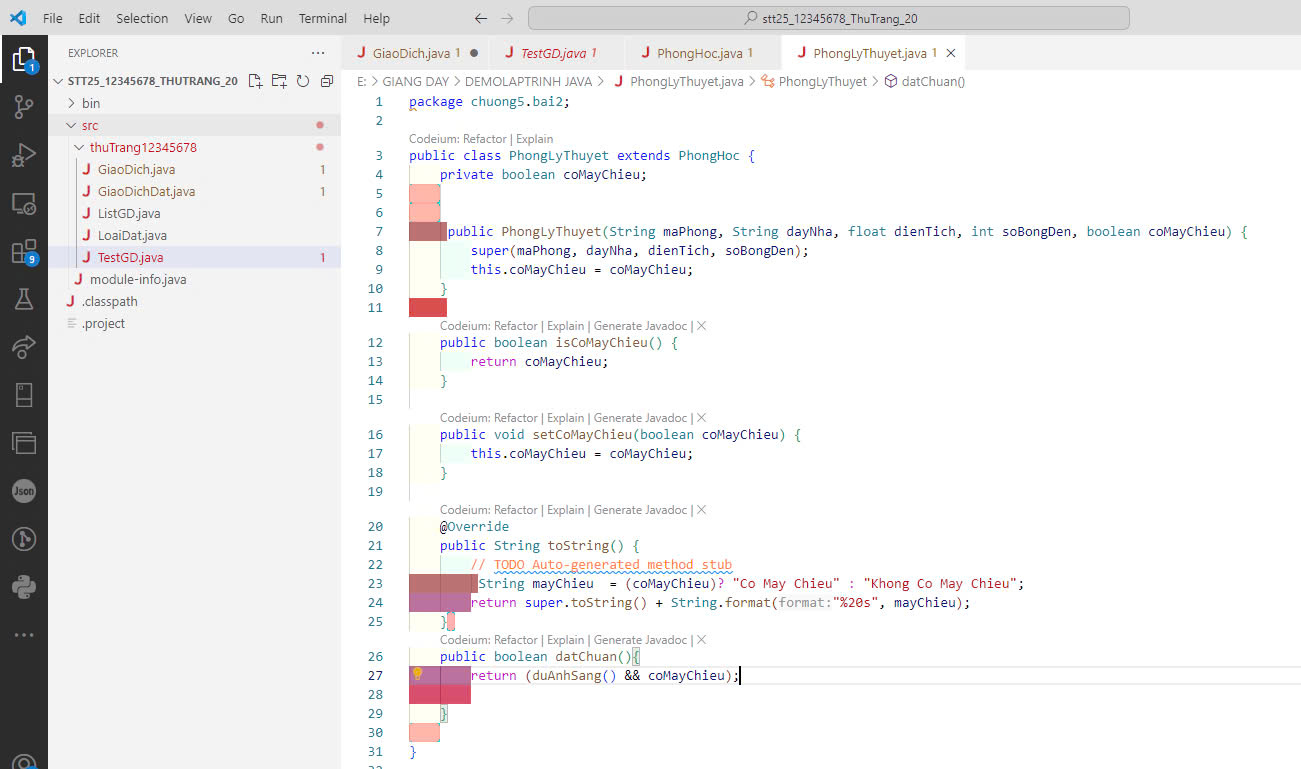 File Edit Selection View Go Run Terminal Help stt25_12345678_ThuTrang_20
EXPLORER
STT25_12345678_THUTRANG_20
bin
src
thuTrang12345678
GiaoDich.java 1
GiaoDichDat.java 1
ListGD.java
LoaiDat.java
TestGD.java 1
module-info.java
.classpath
.project
1
9
Json
GiaoDich.java 1 TestGD.java 1 PhongHoc.java 1 PhongLyThuyet.java 1
E: > GIANG DAY > DEMOLAPTRINH JAVA > PhongLyThuyet.java > PhongLyThuyet > datChuan()
1 package chuong5.bai2;
2
Codeium: Refactor | Explain
3 public class PhongLyThuyet extends PhongHoc {
4 private boolean coMayChieu;
5
6
7 public PhongLyThuyet(String maPhong, String dayNha, float dienTich, int soBongDen, boolean coMayChieu) {
8 super(maPhong, dayNha, dienTich, soBongDen);
9 this.coMayChieu = coMayChieu;
10 }
11
Codeium: Refactor | Explain | Generate Javadoc | X
12 public boolean isCoMayChieu() {
13 return coMayChieu;
14 }
15
Codeium: Refactor | Explain | Generate Javadoc | X
16 public void setCoMayChieu(boolean coMayChieu) {
17 this.coMayChieu = coMayChieu;
18 }
19
Codeium: Refactor | Explain | Generate Javadoc | X
20 @Override
21 public String toString() {
22 // TODO Auto-generated method stub
23 String mayChieu  = (coMayChieu)? "Co May Chieu" : "Khong Co May Chieu";
24 return super.toString() + String.format(format:"%20s", mayChieu);
25 }
Codeium: Refactor | Explain | Generate Javadoc | X
26 public boolean datChuan(){
27 return (duAnhSang() && coMayChieu);
28
29 }
30
31 }